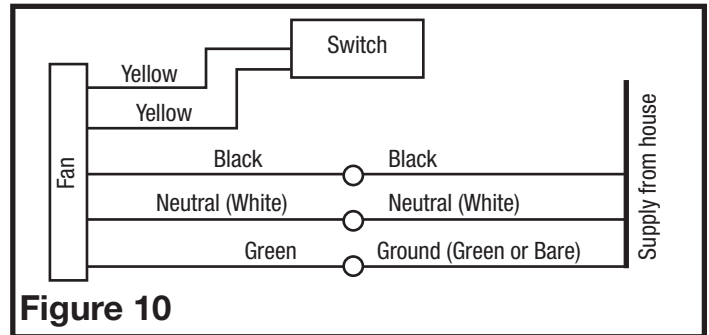 Switch
Yellow
Yellow
Fan
Black Black
Neutral (White) Neutral (White)
Green Ground (Green or Bare)
Supply from house
Figure 10